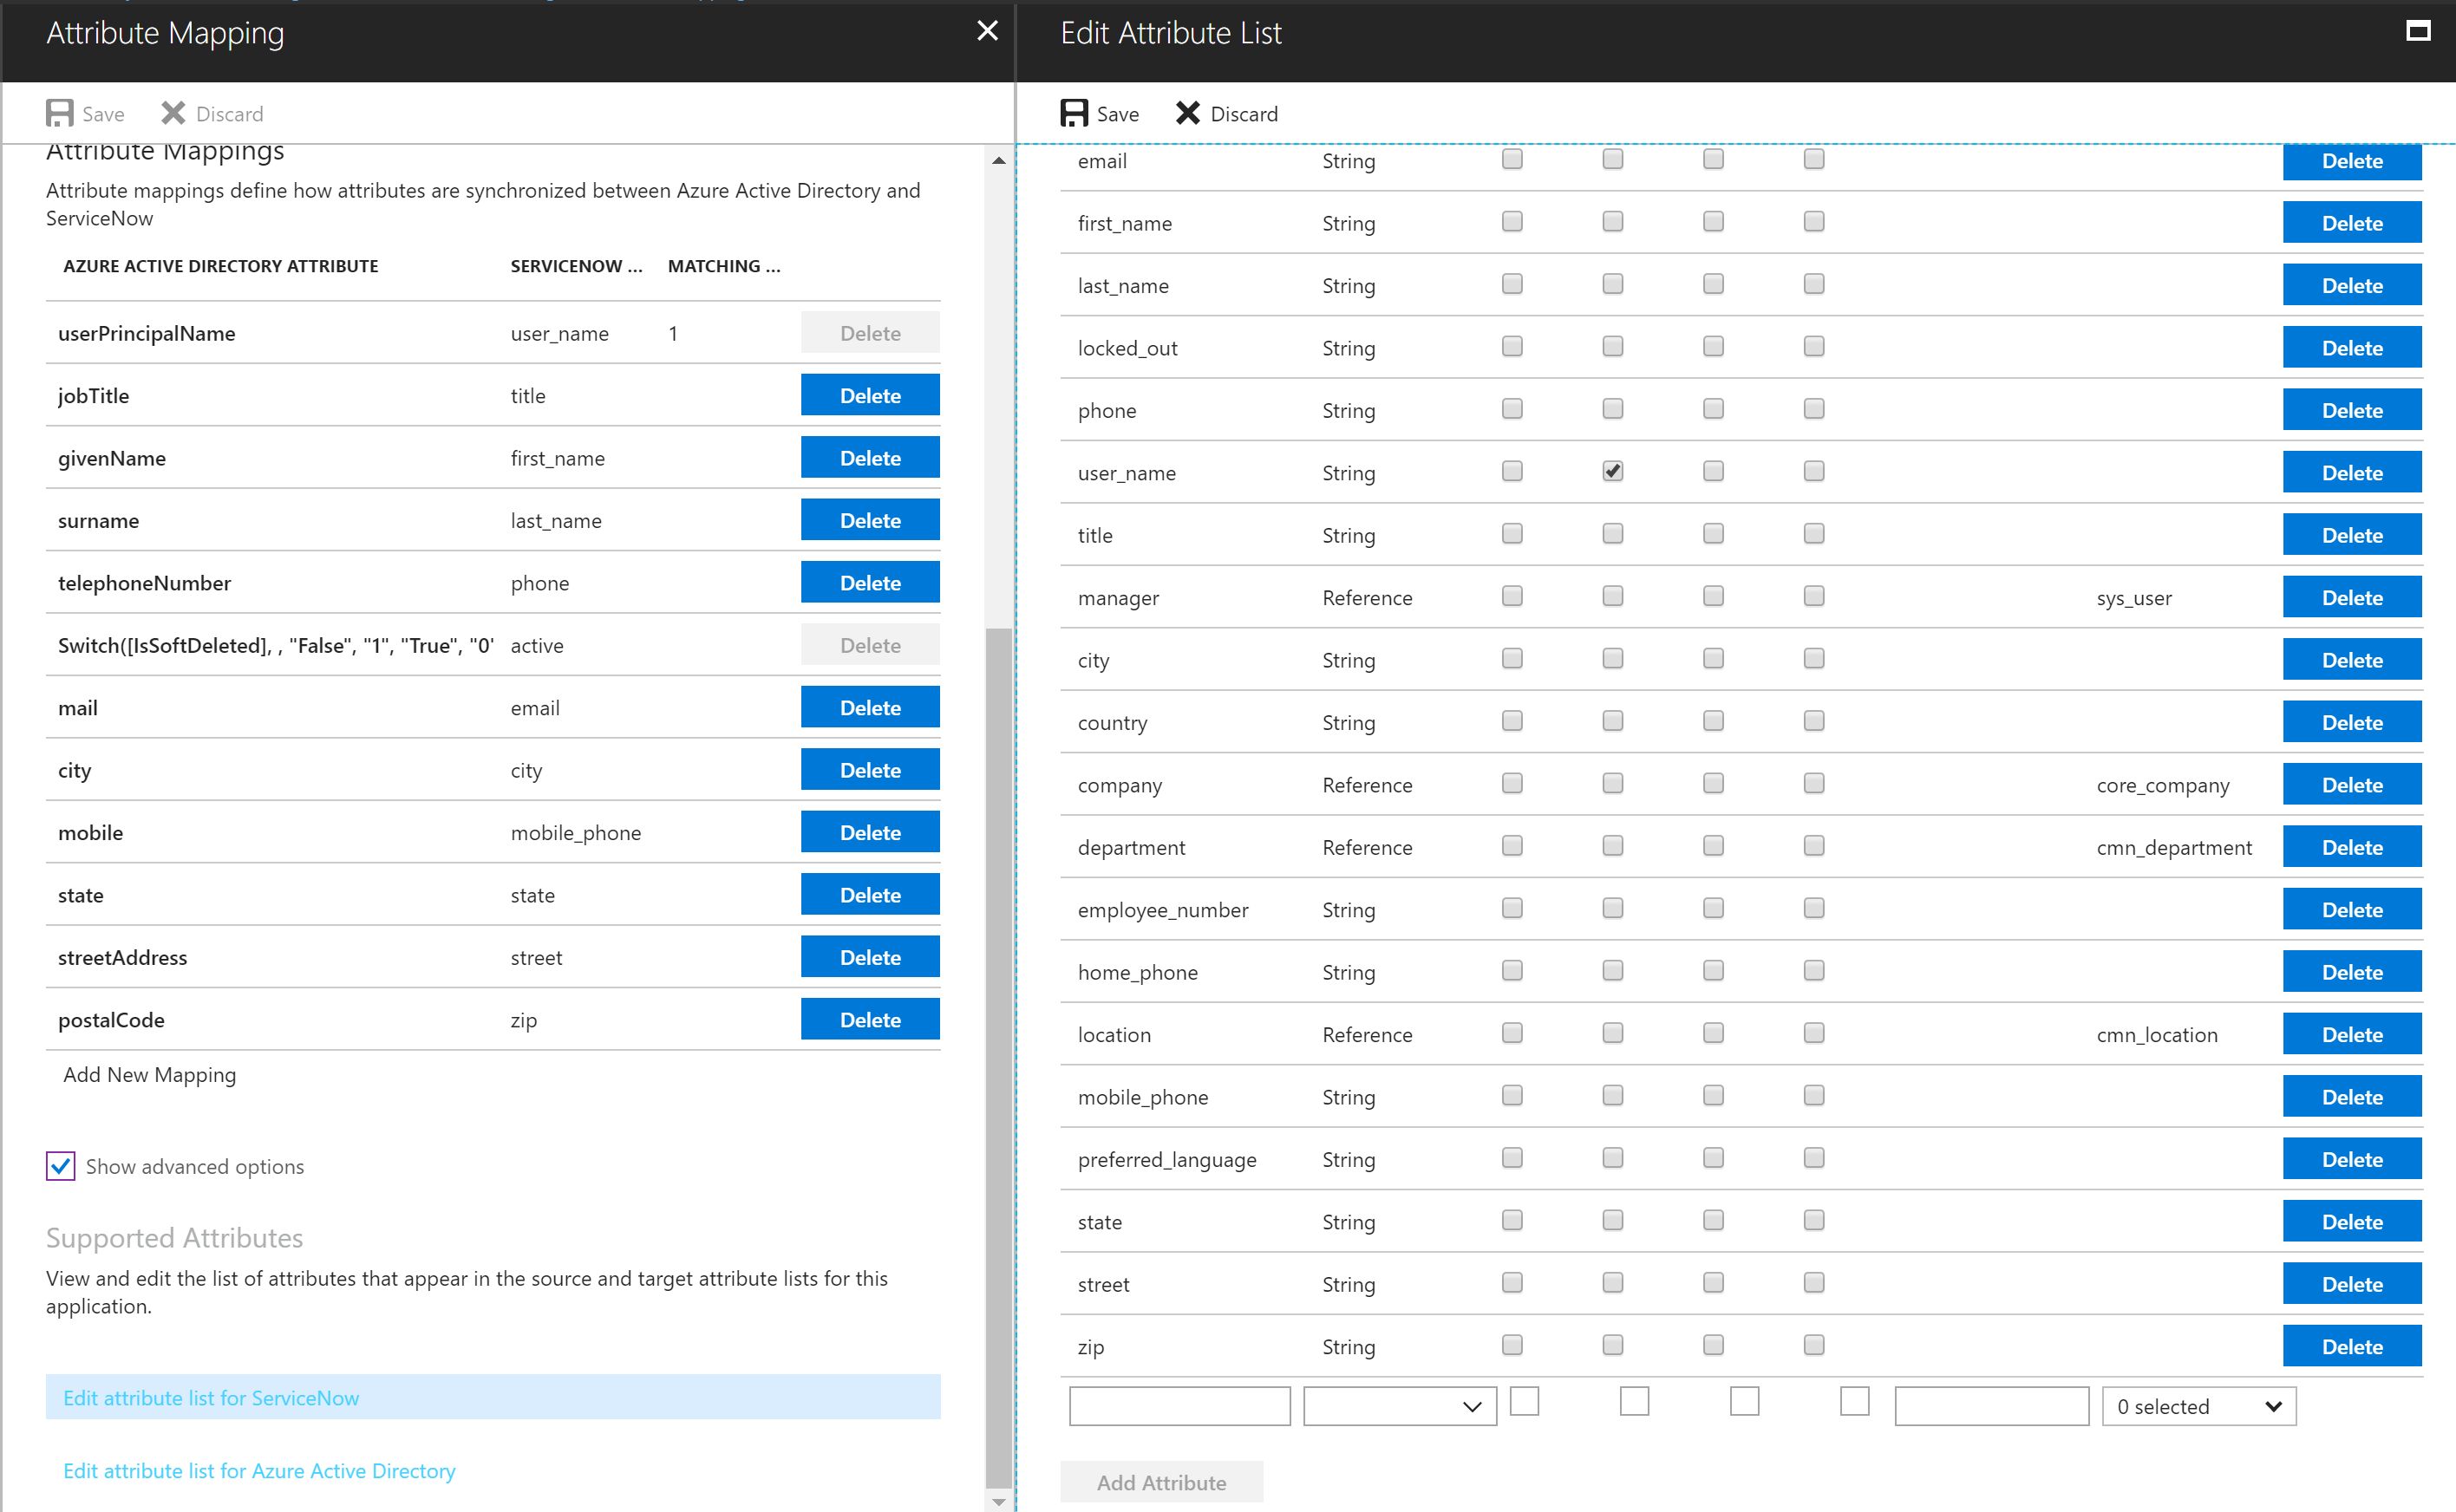 Attribute Mapping
Save Discard
Attribute Mappings
Attribute mappings define how attributes are synchronized between Azure Active Directory and
ServiceNow
AZURE ACTIVE DIRECTORY ATTRIBUTE SERVICENOW ... MATCHING ...
userPrincipalName user_name 1 Delete
jobTitle title Delete
givenName first_name Delete
surname last_name Delete
telephoneNumber phone Delete
Switch([IsSoftDeleted], , "False", "1", "True", "0' active Delete
mail email Delete
city city Delete
mobile mobile_phone Delete
state state Delete
streetAddress street Delete
postalCode zip Delete
Add New Mapping
Show advanced options
Supported Attributes
View and edit the list of attributes that appear in the source and target attribute lists for this
application.
Edit attribute list for ServiceNow
Edit attribute list for Azure Active Directory
Edit Attribute List
Save Discard
email String Delete
first_name String Delete
last_name String Delete
locked_out String Delete
phone String Delete
user_name String Delete
title String Delete
manager Reference sys_user Delete
city String Delete
country String Delete
company Reference core_company Delete
department Reference cmn_department Delete
employee_number String Delete
home_phone String Delete
location Reference cmn_location Delete
mobile_phone String Delete
preferred_language String Delete
state String Delete
street String Delete
zip String Delete
0 selected
Add Attribute